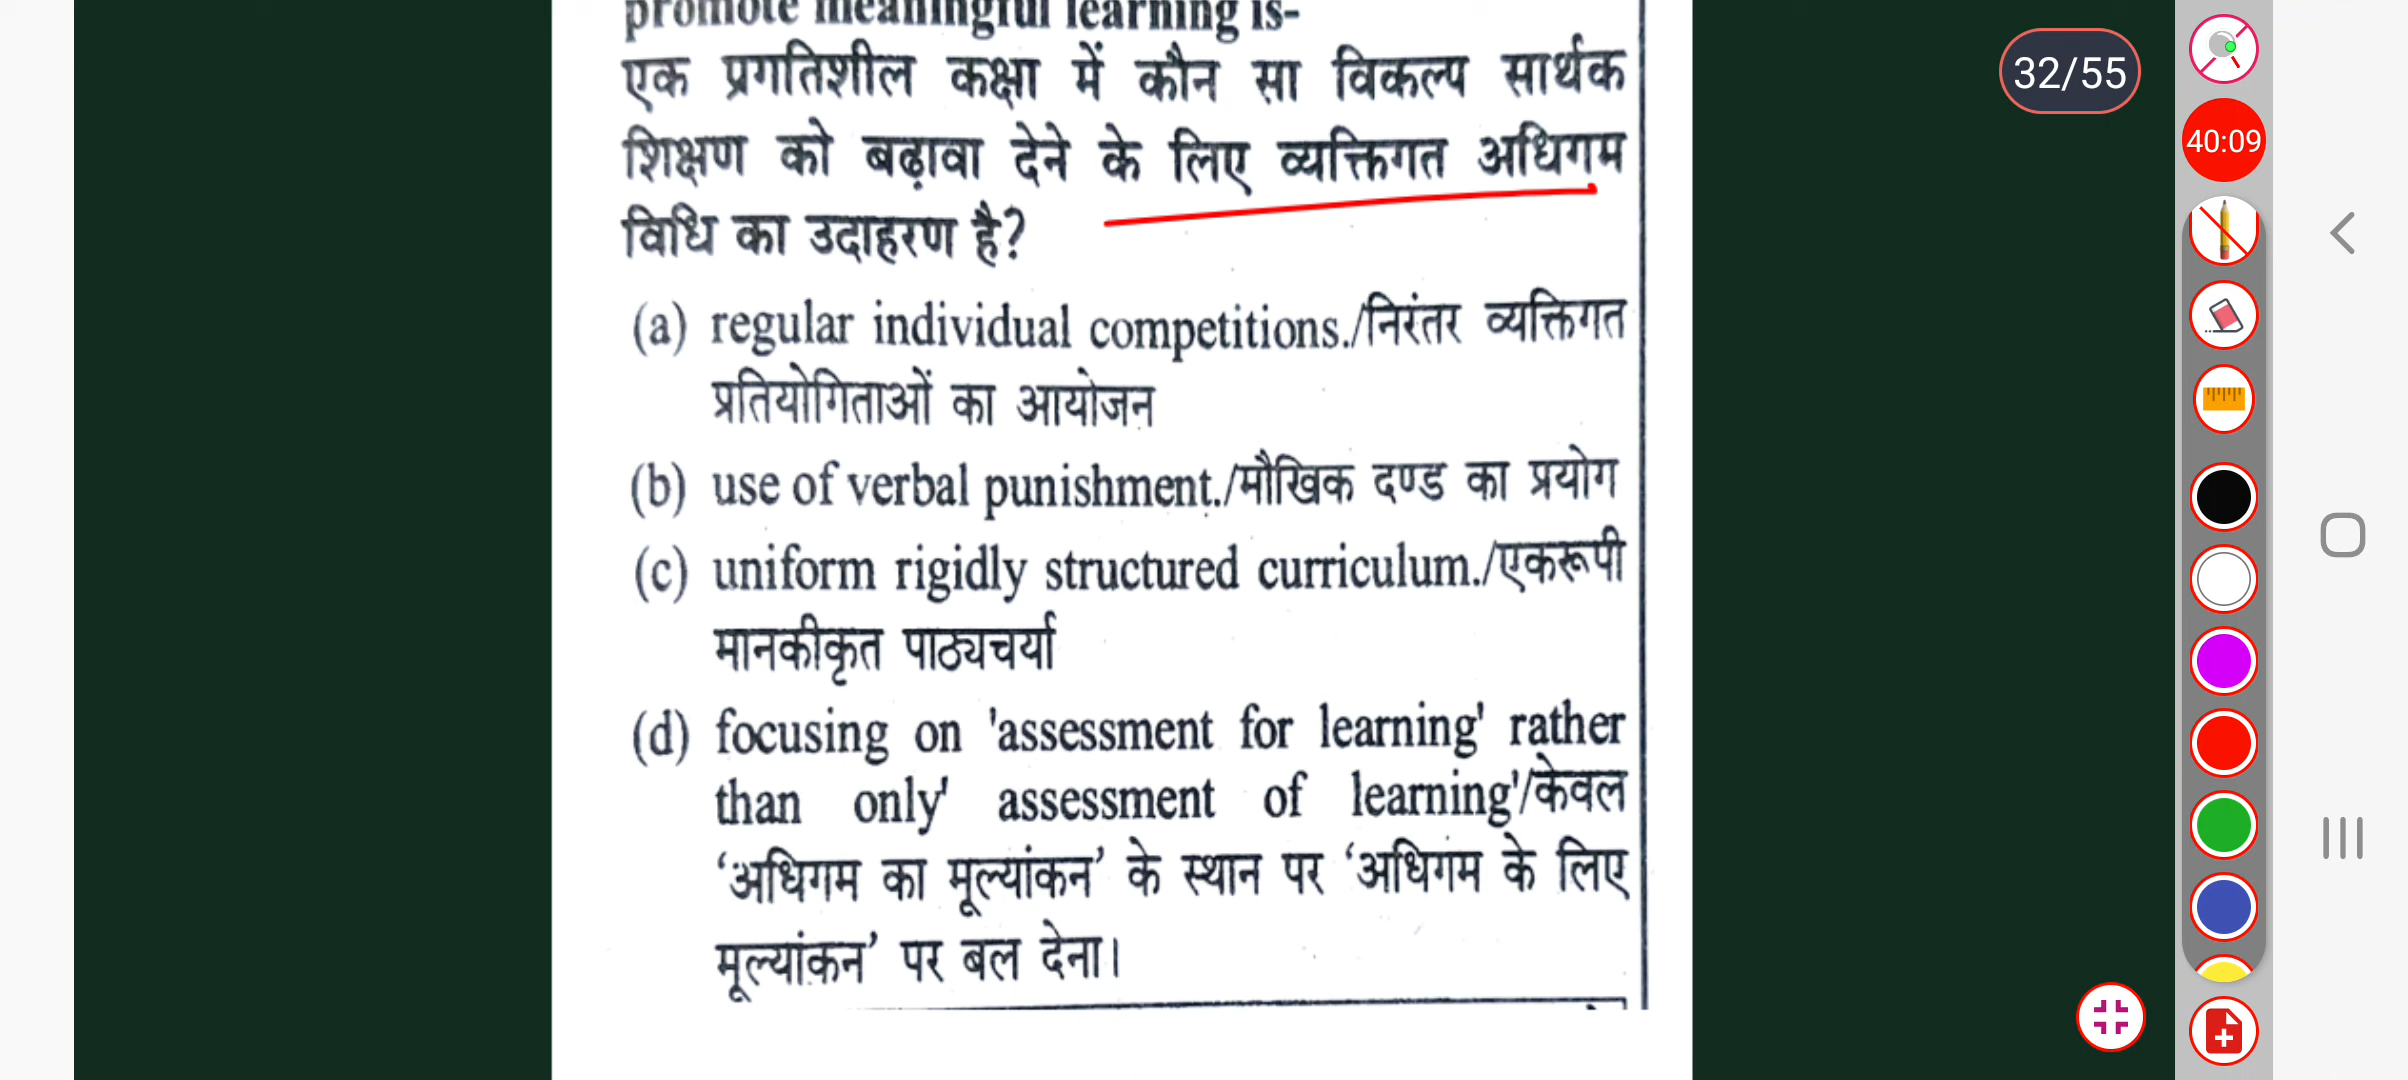 promote meaningful learning is-
एक प्रगतिशील कक्षा में कौन सा विकल्प सार्थक
शिक्षण को बढ़ावा देने के लिए व्यक्तिगत अधिगम
विधि का उदाहरण है?
(a) regular individual competitions./निरंतर व्यक्तिगत
प्रतियोगिताओं का आयोजन
(b) use of verbal punishment./मौखिक दण्ड का प्रयोग
(c) uniform rigidly structured curriculum./एकरूपी
मानकीकृत पाठ्यचर्या
(d) focusing on 'assessment for learning' rather
than only' assessment of learning'/केवल
‘अधिगम का मूल्यांकन’ के स्थान पर ‘अधिगम के लिए
मूल्यांकन’ पर बल देना।
32/55
40:09